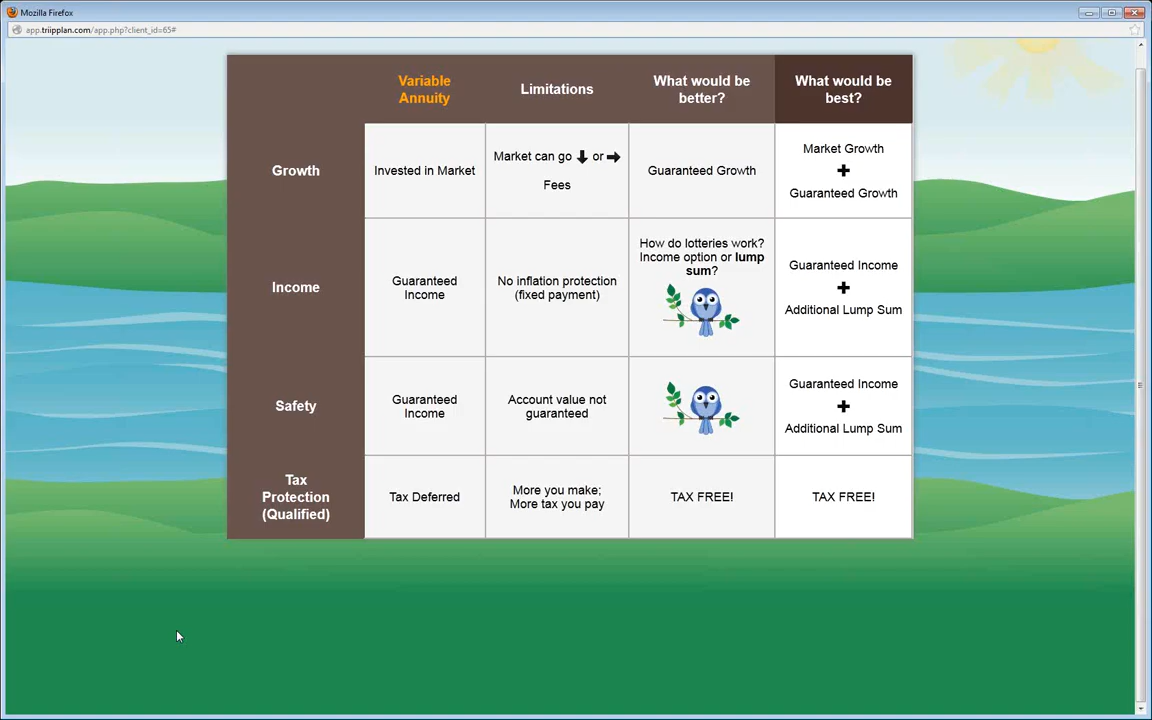 Mozilla Firefox
app.triipplan.com/app.php?client_id=65#
Variable
Annuity
Limitations
What would be
better?
What would be
best?
Growth
Invested in Market
Market can go ⬇ or ➡
Fees
Guaranteed Growth
Market Growth
+
Guaranteed Growth
Income
Guaranteed
Income
No inflation protection
(fixed payment)
How do lotteries work?
Income option or lump
sum?
Guaranteed Income
+
Additional Lump Sum
Safety
Guaranteed
Income
Account value not
guaranteed
Guaranteed Income
+
Additional Lump Sum
Tax
Protection
(Qualified)
Tax Deferred
More you make;
More tax you pay
TAX FREE!
TAX FREE!